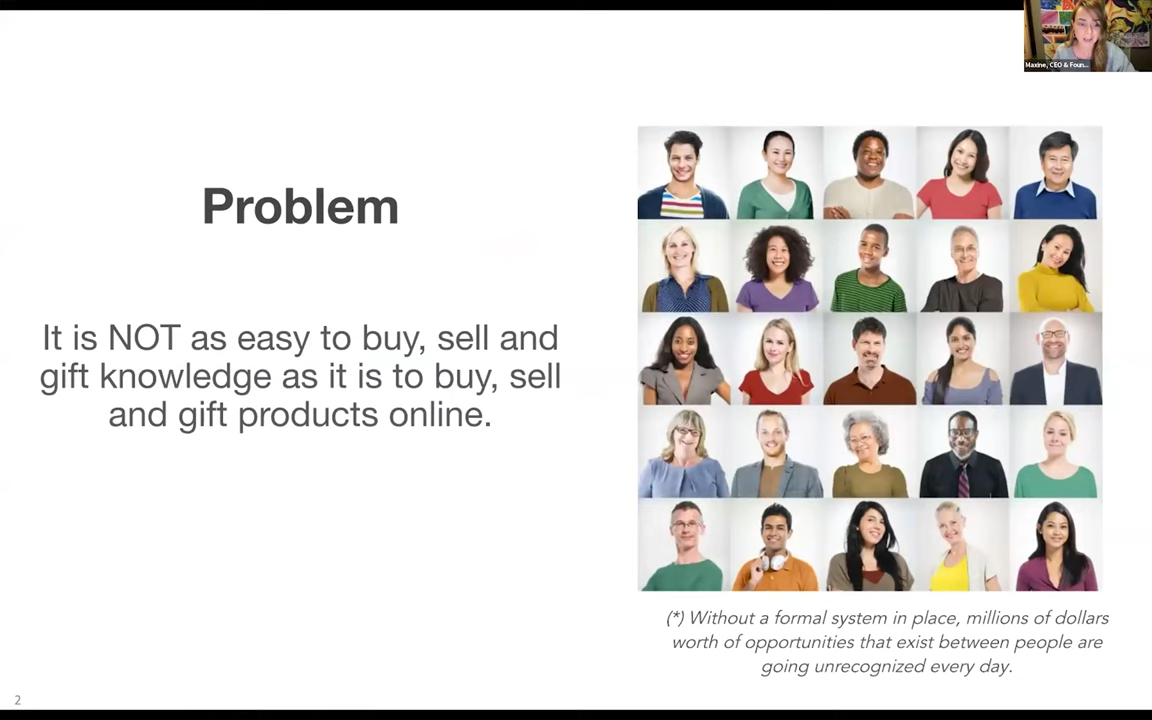 Maxine, CEO & Foun...
Problem
It is NOT as easy to buy, sell and
gift knowledge as it is to buy, sell
and gift products online.
(*) Without a formal system in place, millions of dollars
worth of opportunities that exist between people are
going unrecognized every day.
2